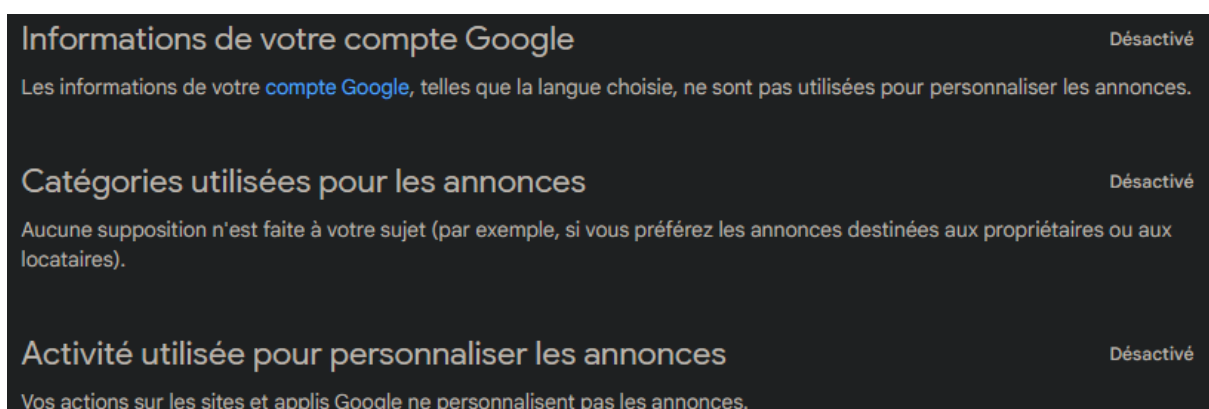 Informations de votre compte Google
Désactivé
Les informations de votre compte Google, telles que la langue choisie, ne sont pas utilisées pour personnaliser les annonces.
Catégories utilisées pour les annonces
Désactivé
Aucune supposition n'est faite à votre sujet (par exemple, si vous préférez les annonces destinées aux propriétaires ou aux
locataires).
Activité utilisée pour personnaliser les annonces
Désactivé
Vos actions sur les sites et applis Google ne personnalisent pas les annonces.